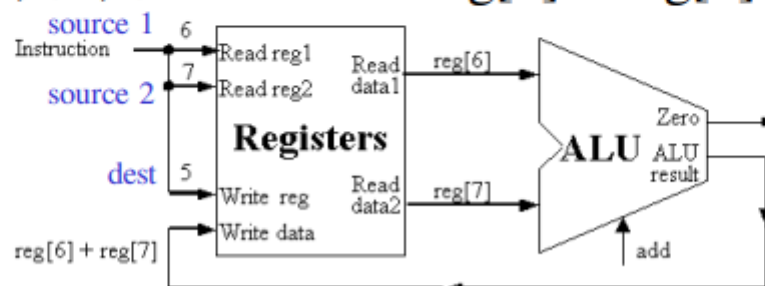 source 1
Instruction
6
Read reg1
7
source 2
Read reg2
Read
data1
reg[6]
Registers
ALU
Zero
ALU
result
dest
5
Write reg
Read
data2
reg[7]
Write data
reg[6] + reg[7]
add